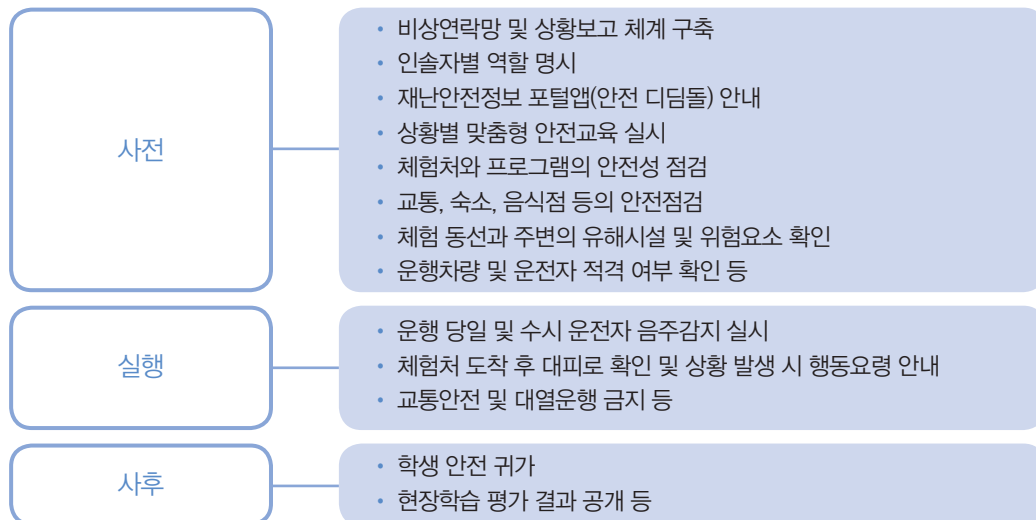 사전
• 비상연락망 및 상황보고 체계 구축
• 인솔자별 역할 명시
• 재난안전정보 포털앱(안전 디딤돌) 안내
• 상황별 맞춤형 안전교육 실시
• 체험처와 프로그램의 안전성 점검
• 교통, 숙소, 음식점 등의 안전점검
• 체험 동선과 주변의 유해시설 및 위험요소 확인
• 운행차량 및 운전자 적격 여부 확인 등
실행
• 운행 당일 및 수시 운전자 음주감지 실시
• 체험처 도착 후 대피로 확인 및 상황 발생 시 행동요령 안내
• 교통안전 및 대열운행 금지 등
사후
• 학생 안전 귀가
• 현장학습 평가 결과 공개 등